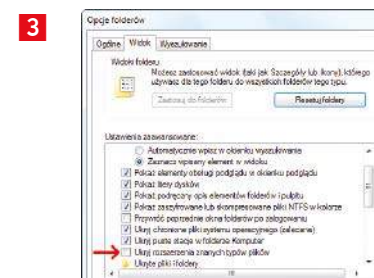 3
Opcje folderów
Ogólne Widok Wyszukiwanie
Widoki folderu
Możesz zastosować widok (taki jak Szczegóły lub Ikony), którego
używasz dla tego folderu do wszystkich folderów tego typu.
Zastosuj do folderów Resetuj foldery
Ustawienia zaawansowane:
Automatycznie wpisz w okienku wyszukiwania
Zaznacz wpisany element w widoku
Pokaż elementy obsługi podglądu w okienku podglądu
Pokaż litery dysków
Pokaż podręczny opis elementów folderów i pulpitu
Pokaż zaszyfrowane lub skompresowane pliki NTFS w kolorze
Przywróć poprzednie okna folderów po zalogowaniu
Ukryj chronione pliki systemu operacyjnego (zalecane)
Ukryj puste stacje w folderze Komputer
Ukryj rozszerzenia znanych typów plików
Ukryte pliki i foldery